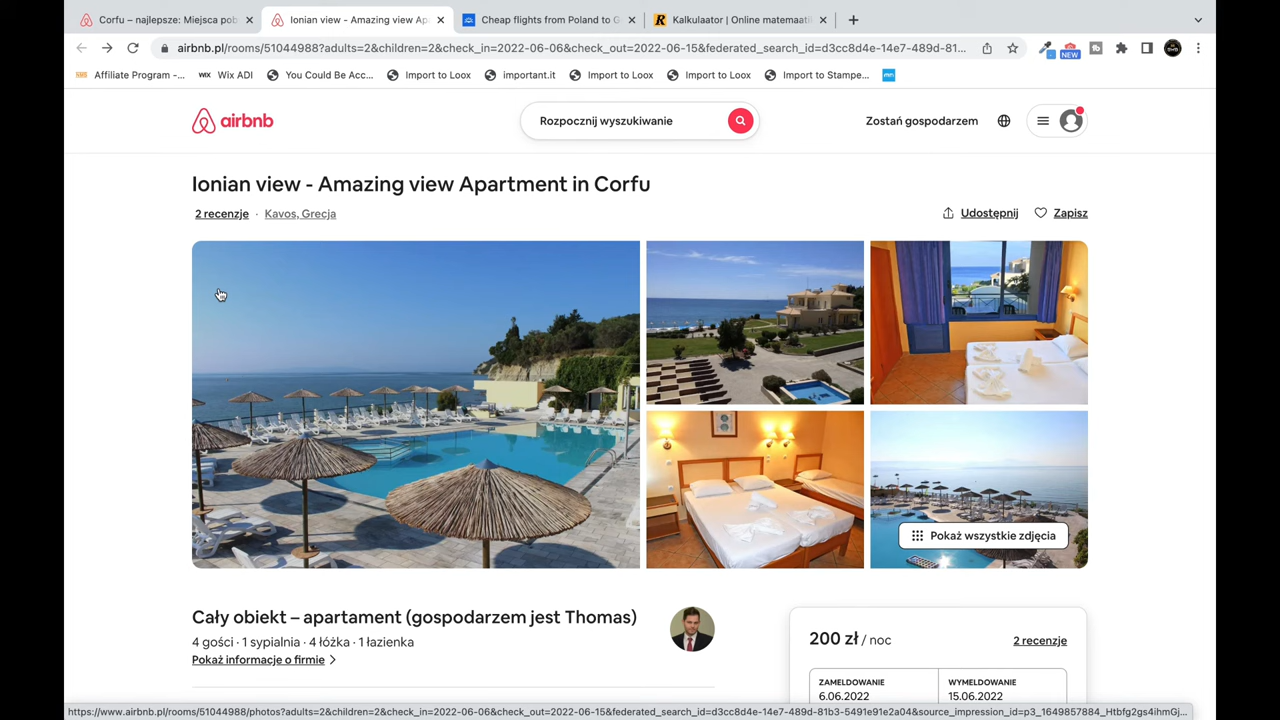 Corfu – najlepsze: Miejsca pob
Ionian view - Amazing view Apa
Cheap flights from Poland to G
Kalkulaator | Online matemaati
airbnb.pl/rooms/51044988?adults=2&children=2&check_in=2022-06-06&check_out=2022-06-15&federated_search_id=d3cc8d4e-14e7-489d-81...
NEW
Affiliate Program -...
WIX Wix ADI
You Could Be Acc...
Import to Loox
important.it
Import to Loox
Import to Loox
Import to Stampe...
airbnb
Rozpocznij wyszukiwanie
Zostań gospodarzem
Ionian view - Amazing view Apartment in Corfu
2 recenzje · Kavos, Grecja
Udostępnij
Zapisz
Pokaż wszystkie zdjęcia
Cały obiekt – apartament (gospodarzem jest Thomas)
4 gości · 1 sypialnia · 4 łóżka · 1 łazienka
Pokaż informacje o firmie
200 zł / noc
2 recenzje
ZAMELDOWANIE
6.06.2022
WYMELDOWANIE
15.06.2022
https://www.airbnb.pl/rooms/51044988/photos?adults=2&children=2&check_in=2022-06-06&check_out=2022-06-15&federated_search_id=d3cc8d4e-14e7-489d-81b3-5491e91e2a04&source_impression_id=p3_1649857884_Htbfg2gs4ihmGj...